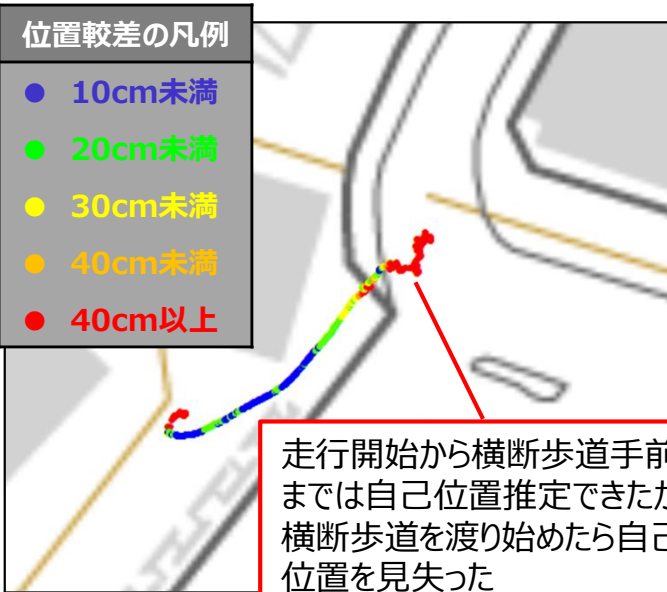 位置較差の凡例
10cm未満
20cm未満
30cm未満
40cm未満
40cm以上
走行開始から横断歩道手前
までは自己位置推定できたが
横断歩道を渡り始めたら自己
位置を見失った